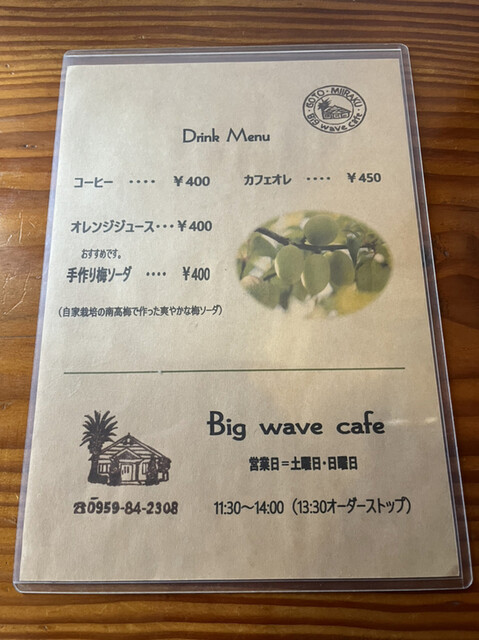 GOTO・MIIRAKU
Big wave Cafe
Drink Menu
コーヒー ････ ￥400 カフェオレ ････ ￥450
オレンジジュース･･･￥400
おすすめです。
手作り梅ソーダ ････ ￥400
（自家栽培の南高梅で作った爽やかな梅ソーダ）
Big wave cafe
営業日＝土曜日･日曜日
☎0959-84-2308 11:30～14:00（13:30オーダーストップ）